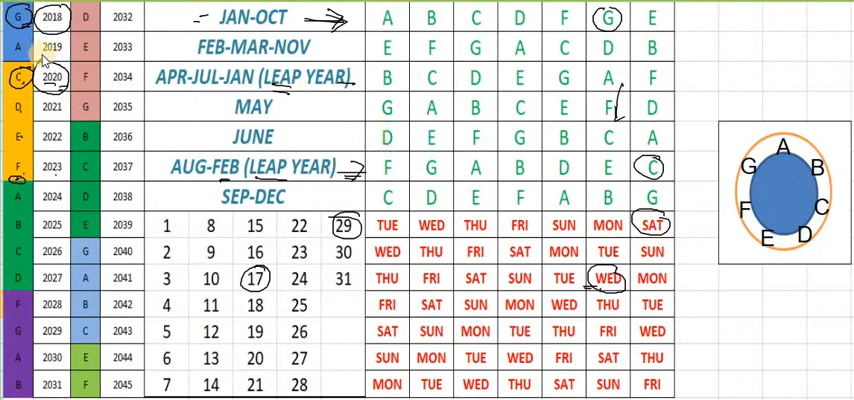 G 2018 D 2032 JAN-OCT A B C D F G E
A 2019 E 2033 FEB-MAR-NOV E F G A C D B
C 2020 F 2034 APR-JUL-JAN (LEAP YEAR) B C D E G A F
D 2021 G 2035 MAY G A B C E F D
E 2022 B 2036 JUNE D E F G B C A
F 2023 C 2037 AUG-FEB (LEAP YEAR) F G A B D E C
A 2024 D 2038 SEP-DEC C D E F A B G
B 2025 E 2039 1 8 15 22 29 TUE WED THU FRI SUN MON SAT
C 2026 G 2040 2 9 16 23 30 WED THU FRI SAT MON TUE SUN
D 2027 A 2041 3 10 17 24 31 THU FRI SAT SUN TUE WED MON
F 2028 B 2042 4 11 18 25 FRI SAT SUN MON WED THU TUE
G 2029 C 2043 5 12 19 26 SAT SUN MON TUE THU FRI WED
A 2030 E 2044 6 13 20 27 SUN MON TUE WED FRI SAT THU
B 2031 F 2045 7 14 21 28 MON TUE WED THU SAT SUN FRI
A
G B
F C
E D